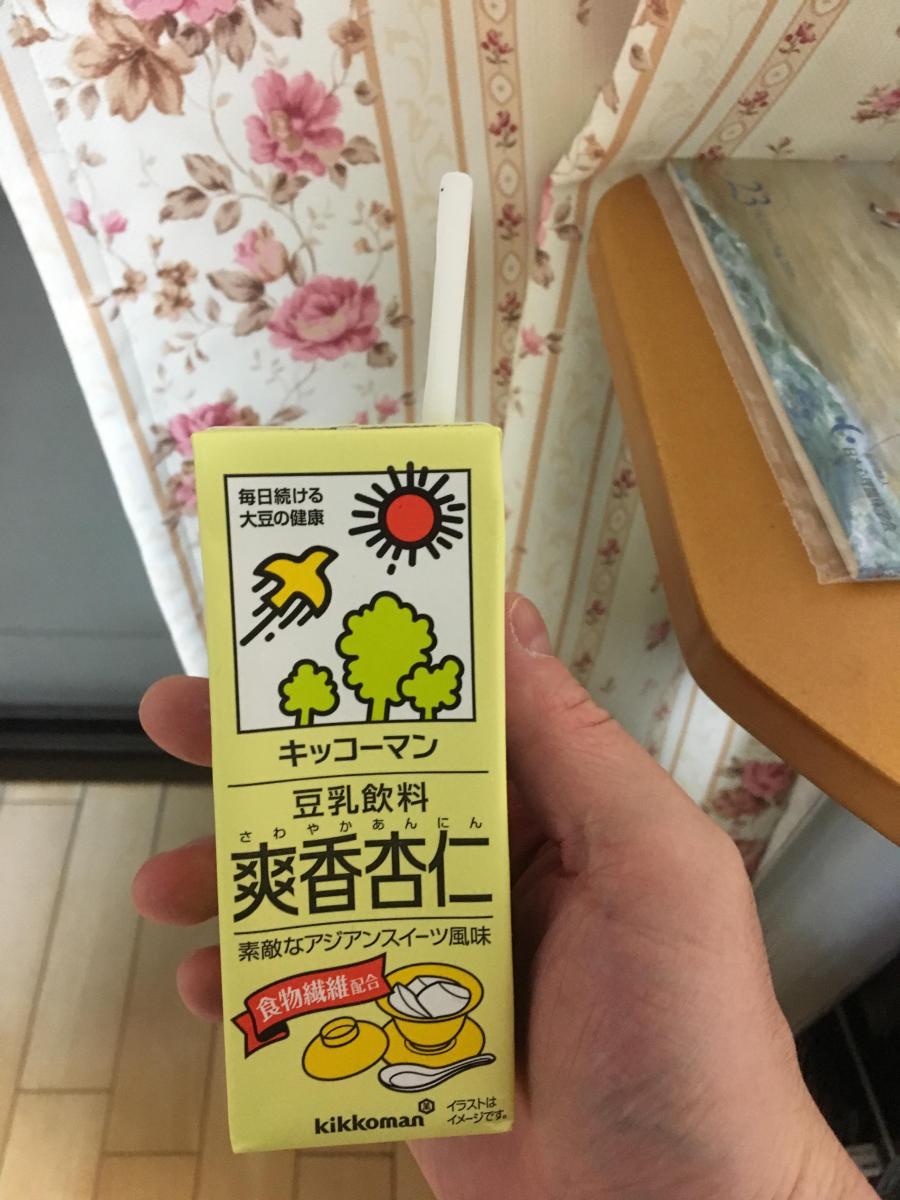 毎日続ける
大豆の健康
キッコーマン
豆乳飲料
さわやかあんにん
爽香杏仁
素敵なアジアンスイーツ風味
食物繊維配合
kikkoman
イラストは
イメージです。
23